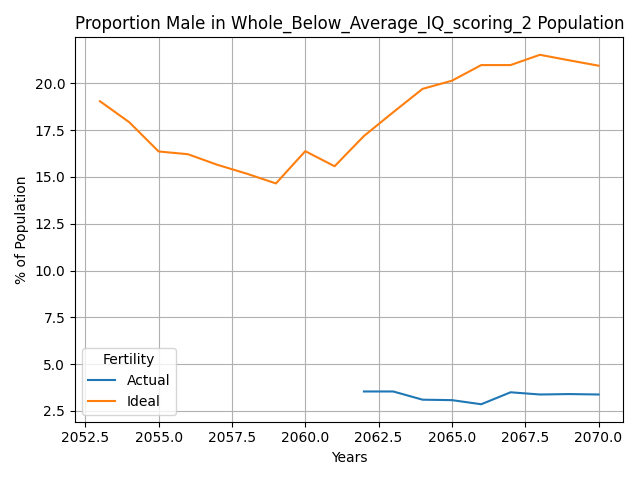 Proportion Male in Whole_Below_Average_IQ_scoring_2 Population
% of Population
20.0
17.5
15.0
12.5
10.0
7.5
5.0
2.5
Fertility
Actual
Ideal
2052.5 2055.0 2057.5 2060.0 2062.5 2065.0 2067.5 2070.0
Years